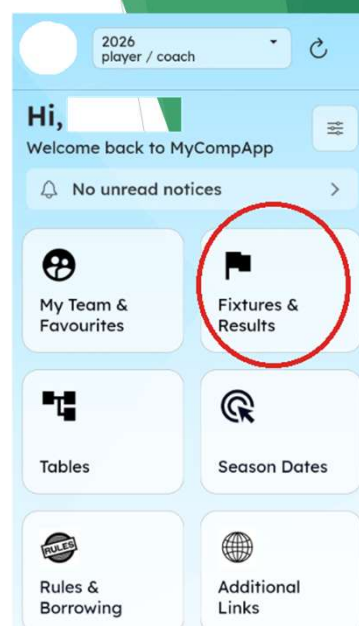 2026
player / coach
Hi,
Welcome back to MyCompApp
No unread notices
My Team &
Favourites
Fixtures &
Results
Tables
Season Dates
RULES
Rules &
Borrowing
Additional
Links